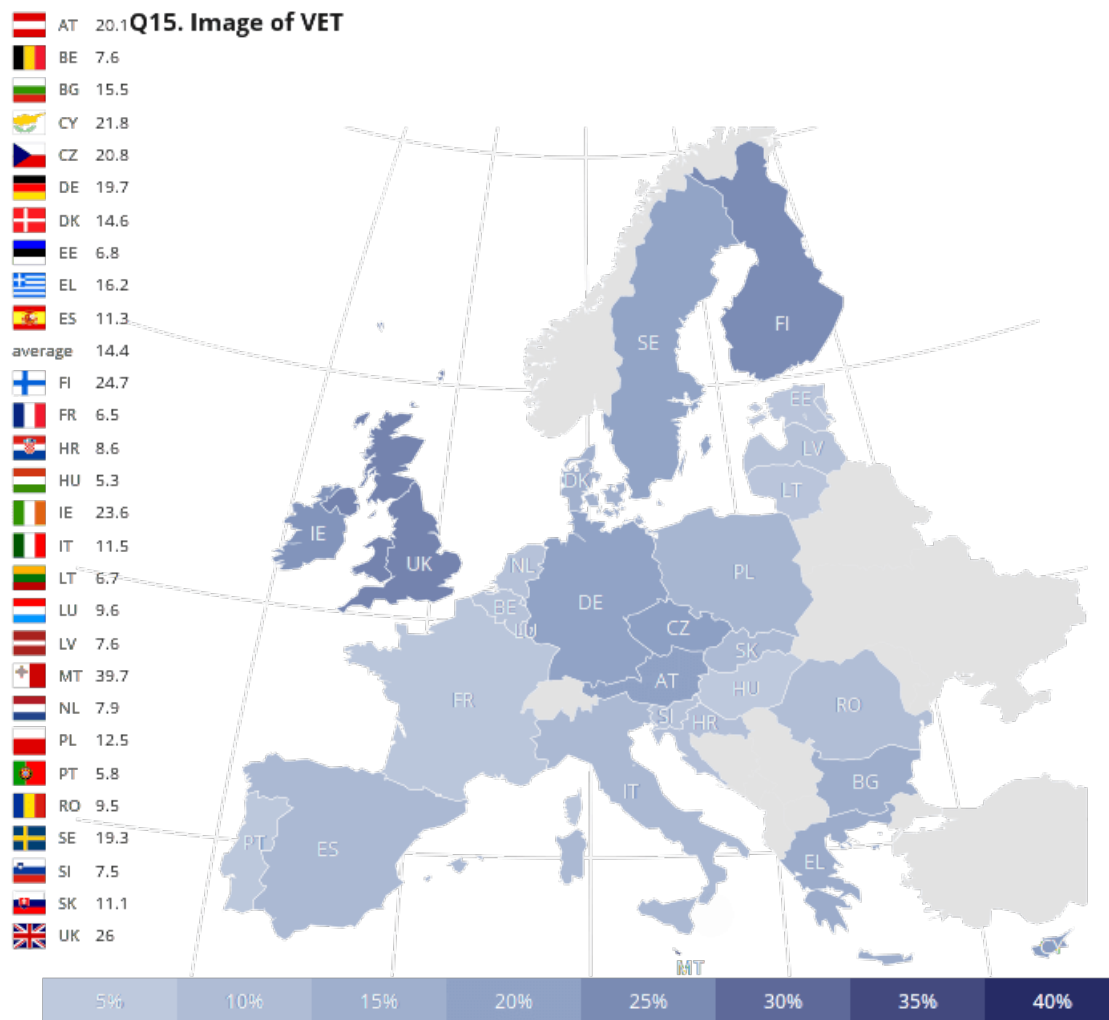 Q15. Image of VET
AT 20.1
BE 7.6
BG 15.5
CY 21.8
CZ 20.8
DE 19.7
DK 14.6
EE 6.8
EL 16.2
ES 11.3
average 14.4
FI 24.7
FR 6.5
HR 8.6
HU 5.3
IE 23.6
IT 11.5
LT 6.7
LU 9.6
LV 7.6
MT 39.7
NL 7.9
PL 12.5
PT 5.8
RO 9.5
SE 19.3
SI 7.5
SK 11.1
UK 26
FI
SE
EE
LV
LT
DK
IE
UK
NL
PL
BE
DE
LU
CZ
SK
AT
HU
FR
SI
HR
RO
IT
BG
PT
ES
EL
CY
MT
5% 10% 15% 20% 25% 30% 35% 40%